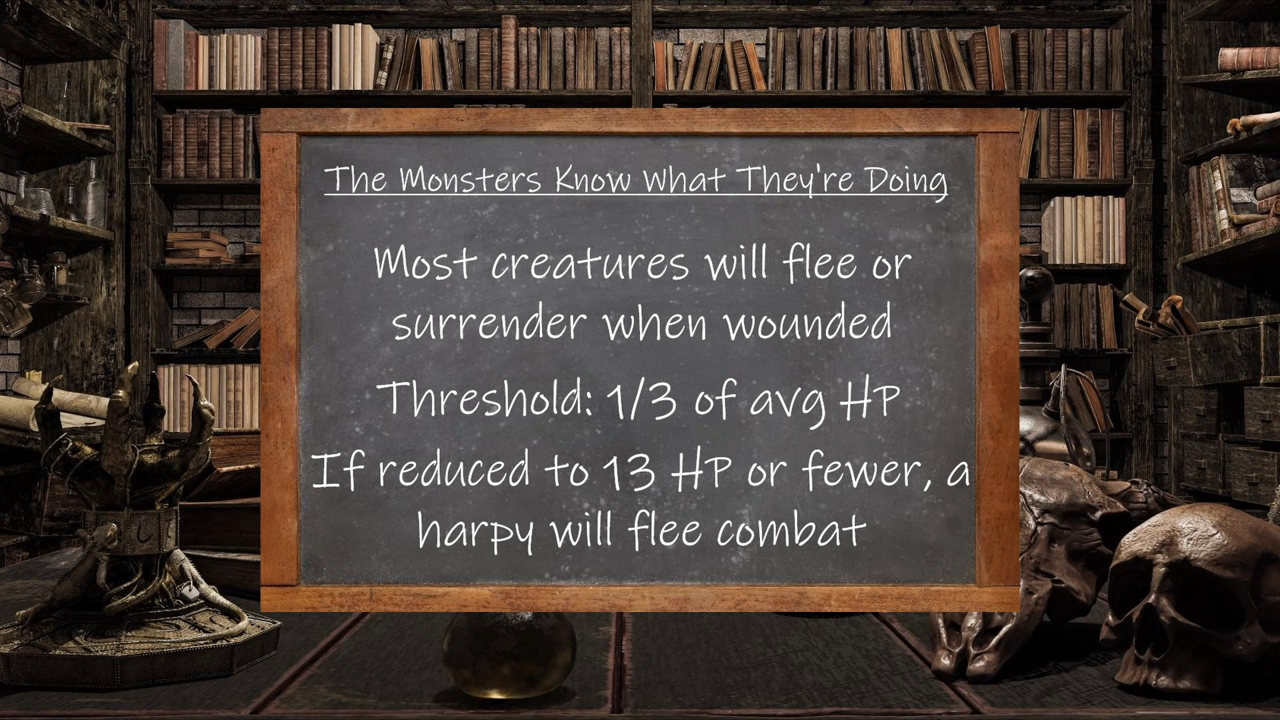 The Monsters Know What They're Doing
Most creatures will flee or
surrender when wounded
Threshold: 1/3 of avg HP
If reduced to 13 HP or fewer, a
harpy will flee combat